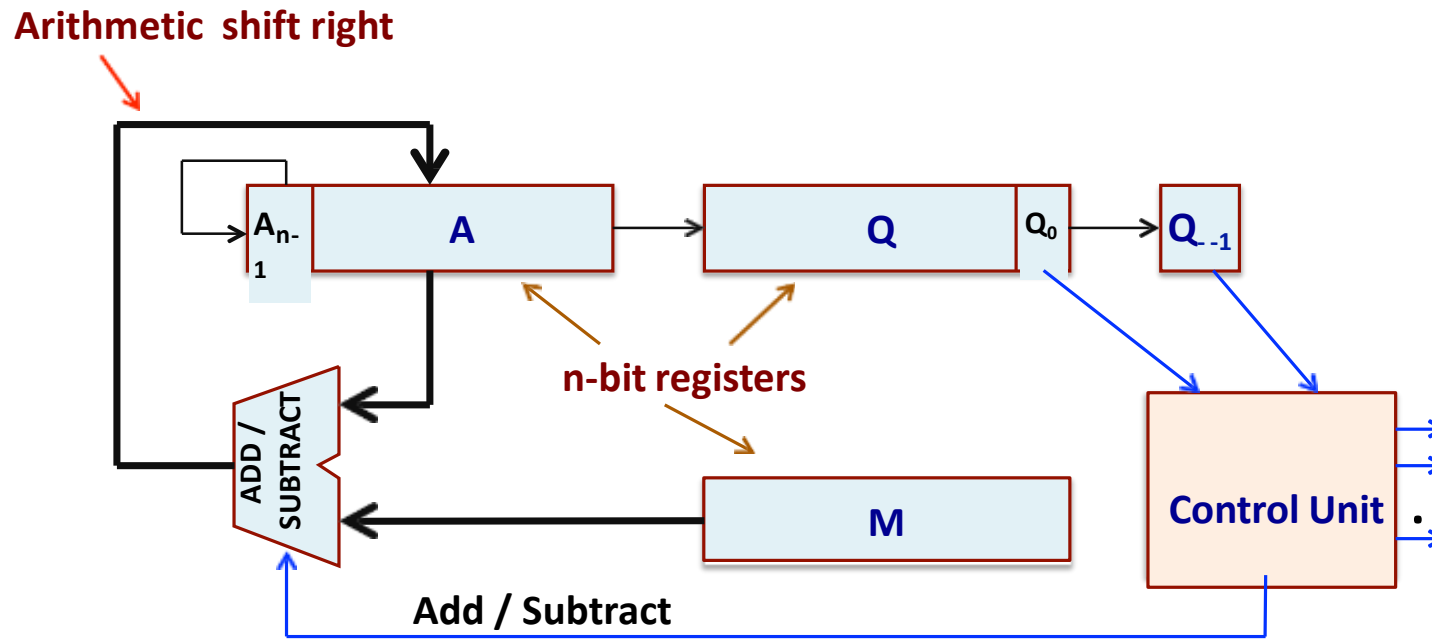 Arithmetic shift right
Aₙ₋
1
A
Q
Q₀
Q₋₋₁
n-bit registers
ADD /
SUBTRACT
M
Control Unit
.
Add / Subtract